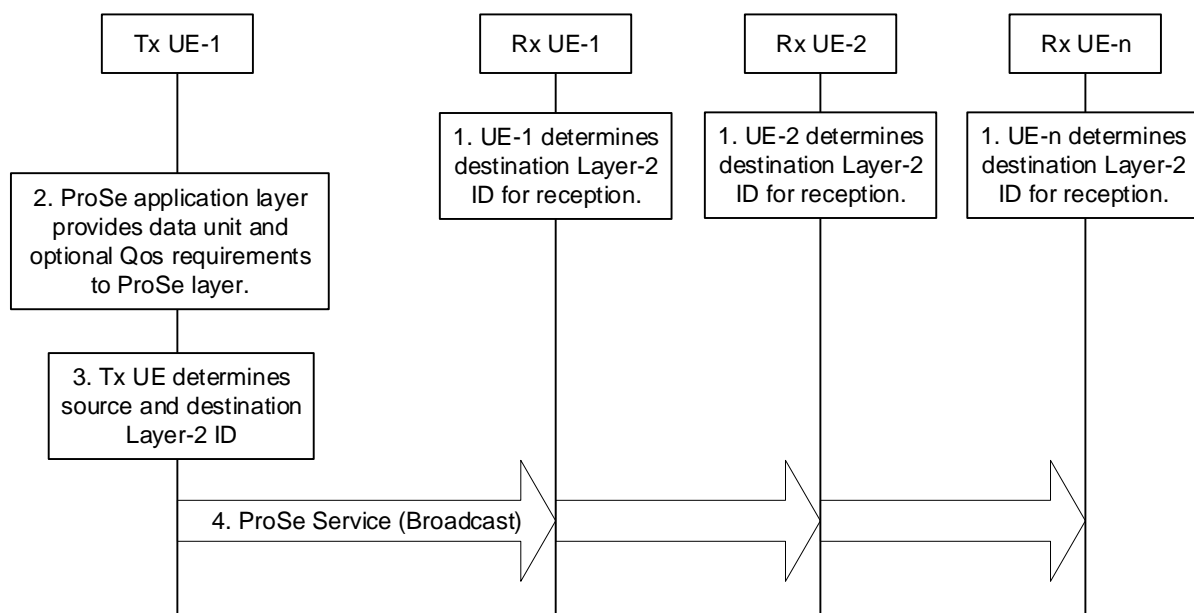 Tx UE-1
Rx UE-1
Rx UE-2
Rx UE-n
1. UE-1 determines
destination Layer-2
ID for reception.
1. UE-2 determines
destination Layer-2
ID for reception.
1. UE-n determines
destination Layer-2
ID for reception.
2. ProSe application layer
provides data unit and
optional Qos requirements
to ProSe layer.
3. Tx UE determines
source and destination
Layer-2 ID
4. ProSe Service (Broadcast)